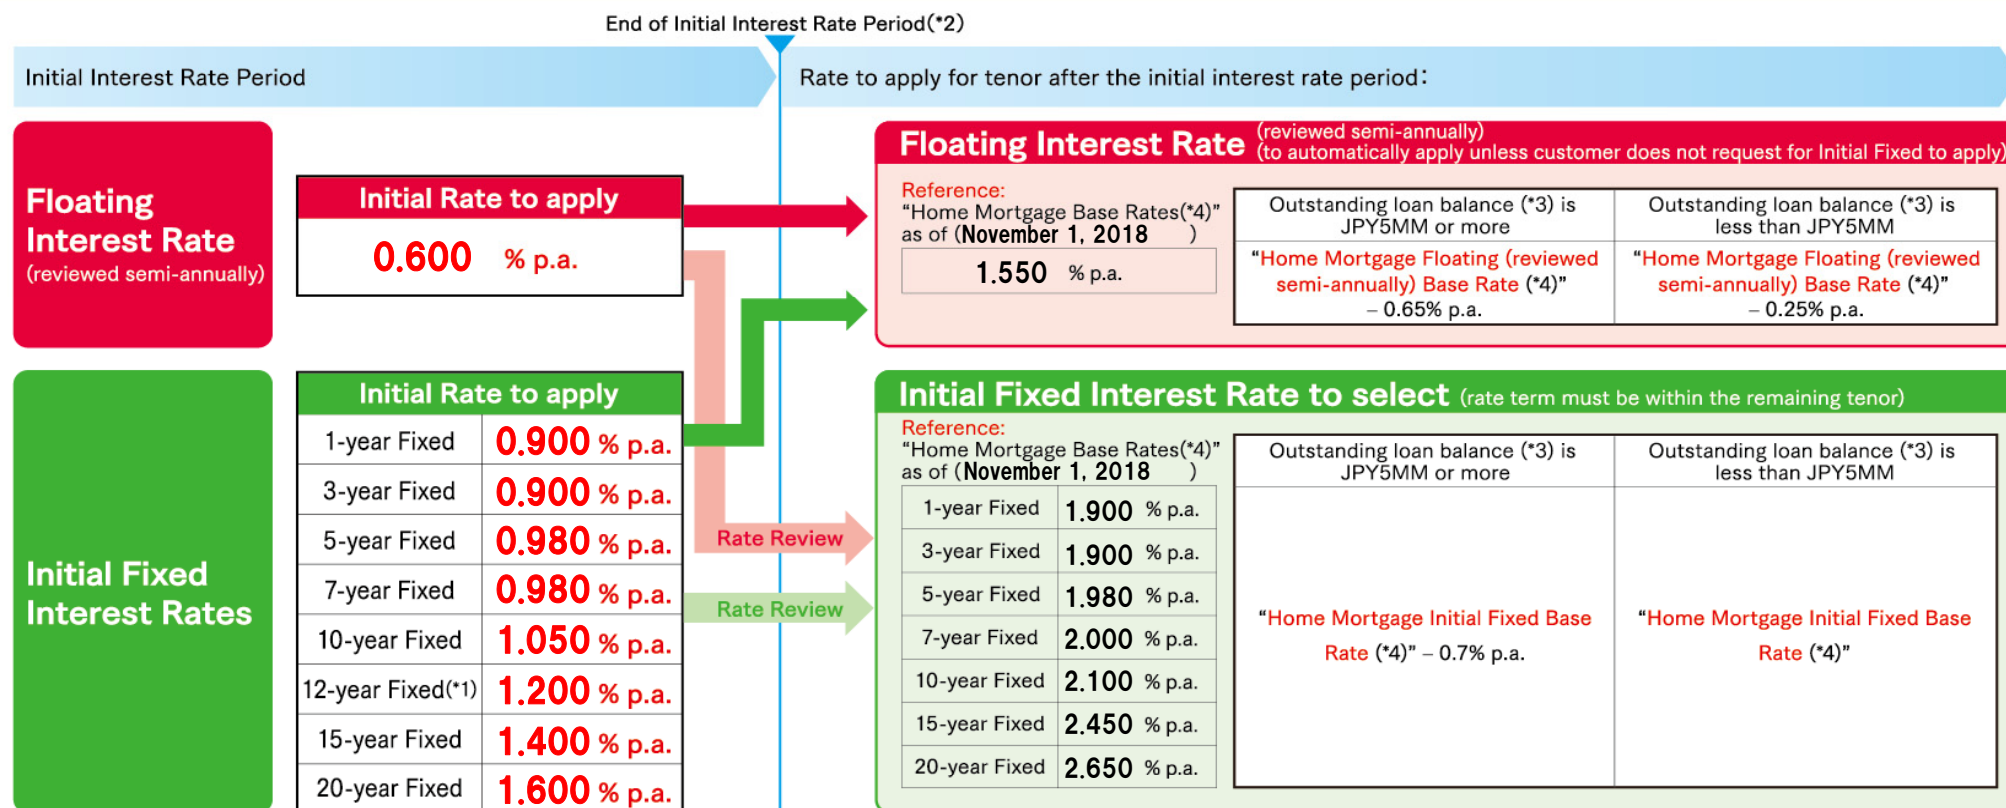 End of Initial Interest Rate Period(*2)
Initial Interest Rate Period
Rate to apply for tenor after the initial interest rate period:
Floating
Interest Rate
(reviewed semi-annually)
Initial Rate to apply
0.600 % p.a.
Floating Interest Rate (reviewed semi-annually)
(to automatically apply unless customer does not request for Initial Fixed to apply)
Reference:
“Home Mortgage Base Rates(*4)”
as of (November 1, 2018 )
1.550 % p.a.
Outstanding loan balance (*3) is
JPY5MM or more
“Home Mortgage Floating (reviewed
semi-annually) Base Rate (*4)”
– 0.65% p.a.
Outstanding loan balance (*3) is
less than JPY5MM
“Home Mortgage Floating (reviewed
semi-annually) Base Rate (*4)”
– 0.25% p.a.
Initial Fixed
Interest Rates
Initial Rate to apply
1-year Fixed 0.900 % p.a.
3-year Fixed 0.900 % p.a.
5-year Fixed 0.980 % p.a.
7-year Fixed 0.980 % p.a.
10-year Fixed 1.050 % p.a.
12-year Fixed(*1) 1.200 % p.a.
15-year Fixed 1.400 % p.a.
20-year Fixed 1.600 % p.a.
Rate Review
Rate Review
Initial Fixed Interest Rate to select (rate term must be within the remaining tenor)
Reference:
“Home Mortgage Base Rates(*4)”
as of (November 1, 2018 )
1-year Fixed 1.900 % p.a.
3-year Fixed 1.900 % p.a.
5-year Fixed 1.980 % p.a.
7-year Fixed 2.000 % p.a.
10-year Fixed 2.100 % p.a.
15-year Fixed 2.450 % p.a.
20-year Fixed 2.650 % p.a.
Outstanding loan balance (*3) is
JPY5MM or more
“Home Mortgage Initial Fixed Base
Rate (*4)” – 0.7% p.a.
Outstanding loan balance (*3) is
less than JPY5MM
“Home Mortgage Initial Fixed Base
Rate (*4)”